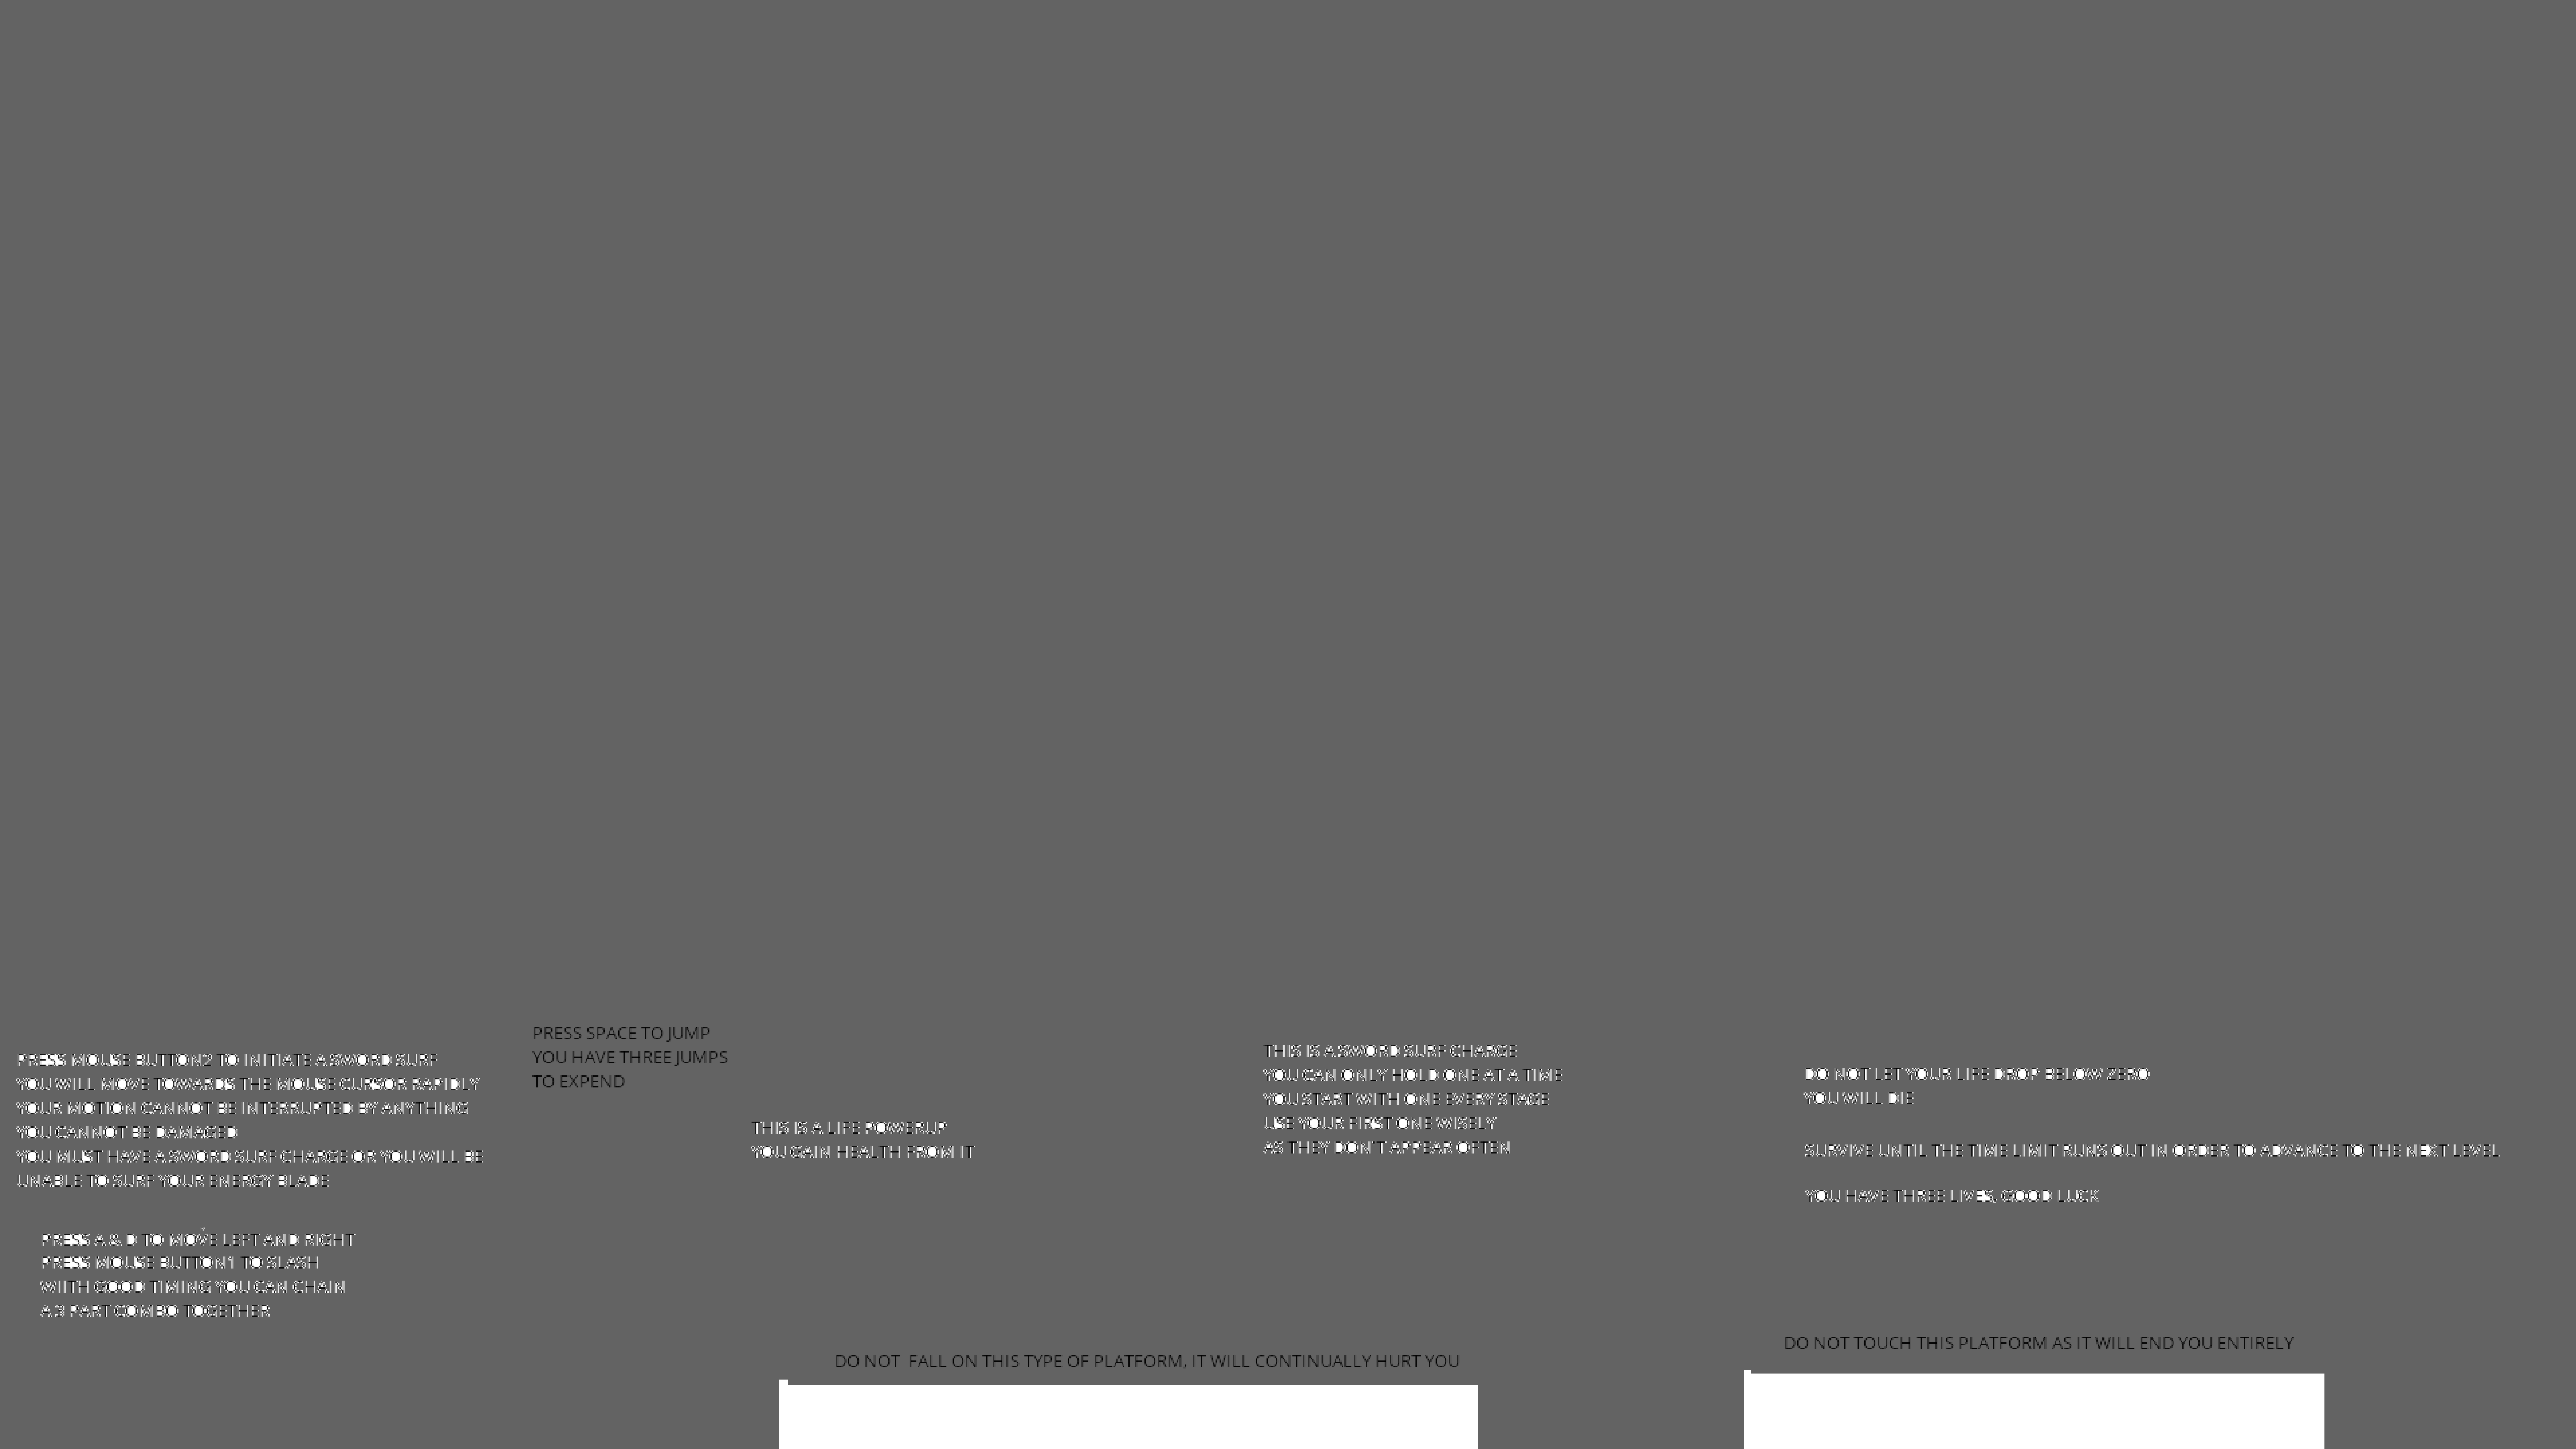 PRESS MOUSE BUTTON2 TO INITIATE A SWORD SURF
YOU WILL MOVE TOWARDS THE MOUSE CURSOR RAPIDLY
YOUR MOTION CANNOT BE INTERRUPTED BY ANYTHING
YOU CANNOT BE DAMAGED
YOU MUST HAVE A SWORD SURF CHARGE OR YOU WILL BE
UNABLE TO SURF YOUR ENERGY BLADE
PRESS A & D TO MOVE LEFT AND RIGHT
PRESS MOUSE BUTTON1 TO SLASH
WITH GOOD TIMING YOU CAN CHAIN
A 3 PART COMBO TOGETHER
PRESS SPACE TO JUMP
YOU HAVE THREE JUMPS
TO EXPEND
THIS IS A LIFE POWERUP
YOU GAIN HEALTH FROM IT
DO NOT FALL ON THIS TYPE OF PLATFORM, IT WILL CONTINUALLY HURT YOU
THIS IS A SWORD SURF CHARGE
YOU CAN ONLY HOLD ONE AT A TIME
YOU START WITH ONE EVERY STAGE
USE YOUR FIRST ONE WISELY
AS THEY DON'T APPEAR OFTEN
DO NOT LET YOUR LIFE DROP BELOW ZERO
YOU WILL DIE
SURVIVE UNTIL THE TIME LIMIT RUNS OUT IN ORDER TO ADVANCE TO THE NEXT LEVEL
YOU HAVE THREE LIVES, GOOD LUCK
DO NOT TOUCH THIS PLATFORM AS IT WILL END YOU ENTIRELY